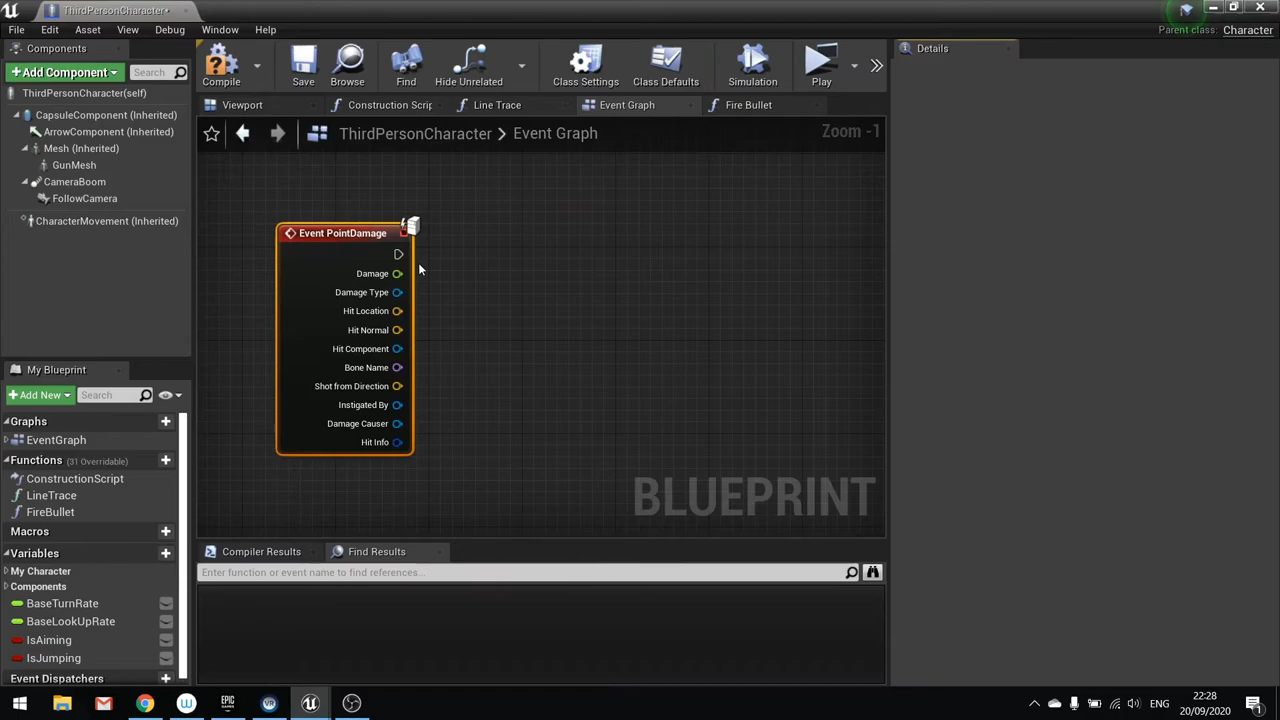 ThirdPersonCharacter*
File Edit Asset View Debug Window Help
Parent class: Character
Components
Add Component Search
Compile Save Browse Find Hide Unrelated Class Settings Class Defaults Simulation Play
Details
ThirdPersonCharacter(self)
CapsuleComponent (Inherited)
ArrowComponent (Inherited)
Mesh (Inherited)
GunMesh
CameraBoom
FollowCamera
CharacterMovement (Inherited)
Viewport Construction Scrip Line Trace Event Graph Fire Bullet
ThirdPersonCharacter > Event Graph Zoom -1
Event PointDamage
Damage
Damage Type
Hit Location
Hit Normal
Hit Component
Bone Name
Shot from Direction
Instigated By
Damage Causer
Hit Info
BLUEPRINT
My Blueprint
Add New Search
Graphs
EventGraph
Functions (31 Overridable)
ConstructionScript
LineTrace
FireBullet
Macros
Variables
My Character
Components
BaseTurnRate
BaseLookUpRate
IsAiming
IsJumping
Event Dispatchers
Compiler Results Find Results
Enter function or event name to find references...
ENG
22:28
20/09/2020